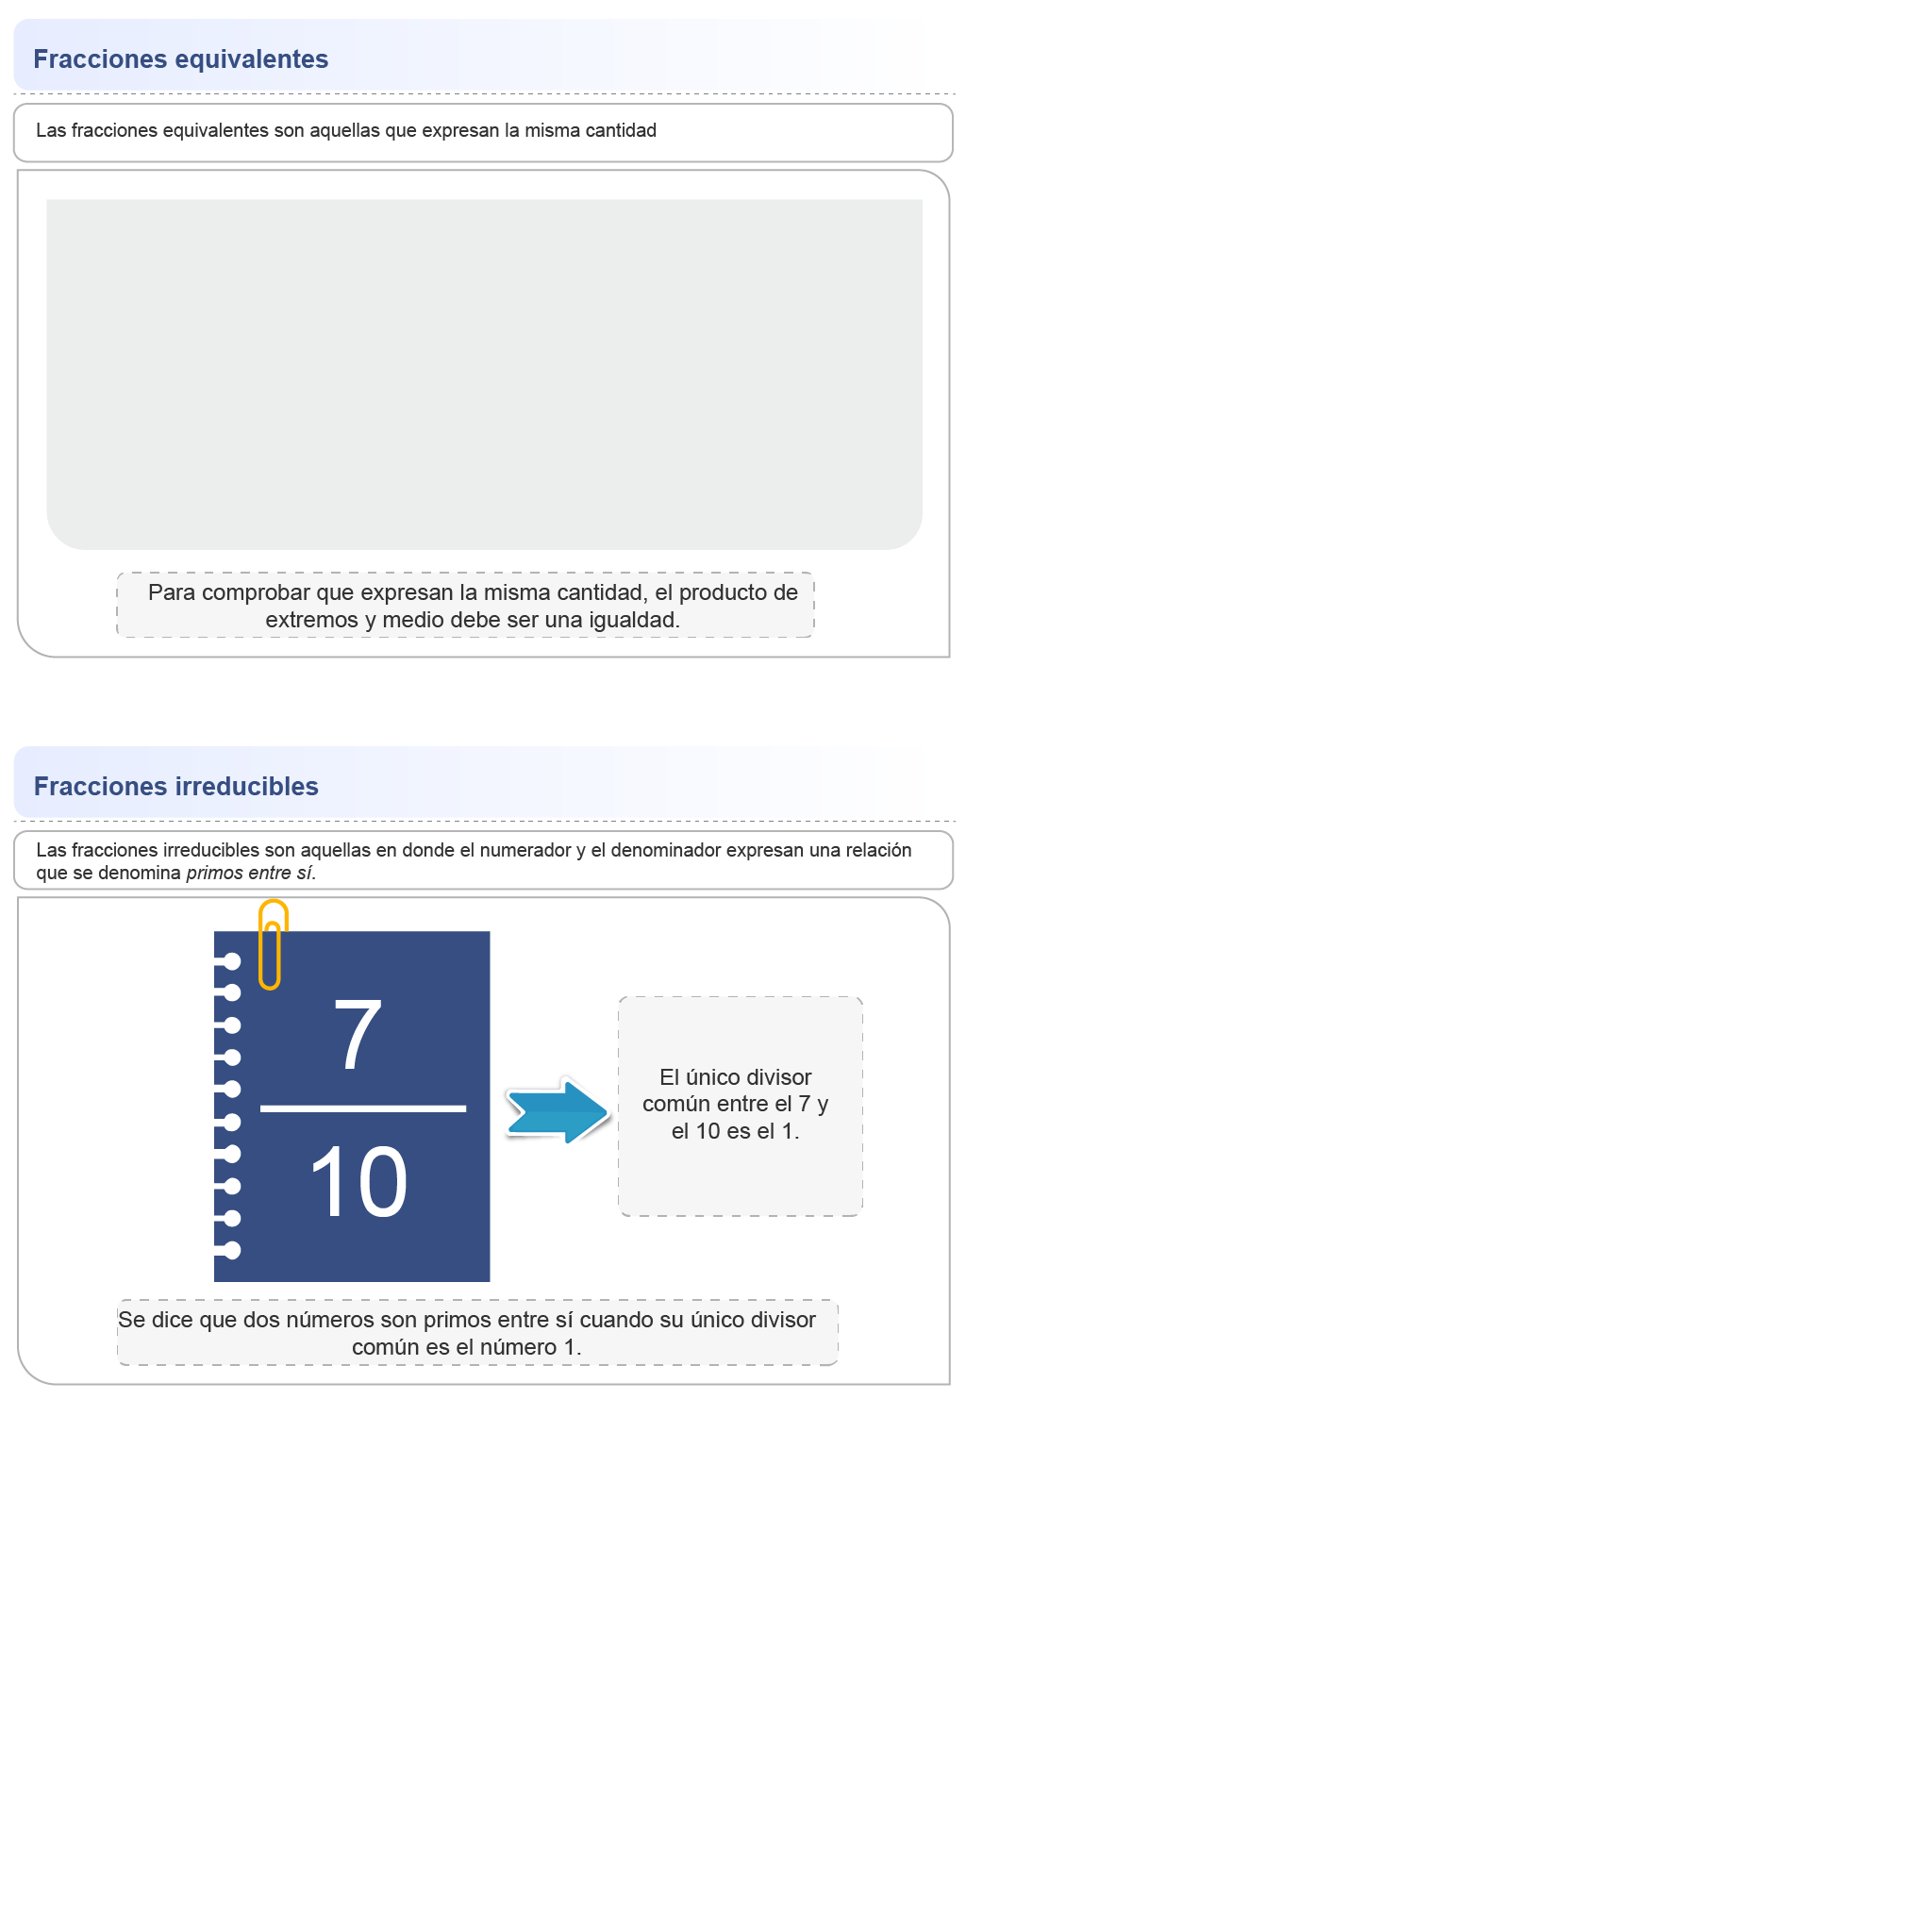 Fracciones equivalentes
Las fracciones equivalentes son aquellas que expresan la misma cantidad
Para comprobar que expresan la misma cantidad, el producto de
extremos y medio debe ser una igualdad.
Fracciones irreducibles
Las fracciones irreducibles son aquellas en donde el numerador y el denominador expresan una relación
que se denomina primos entre sí.
7
10
El único divisor
común entre el 7 y
el 10 es el 1.
Se dice que dos números son primos entre sí cuando su único divisor
común es el número 1.